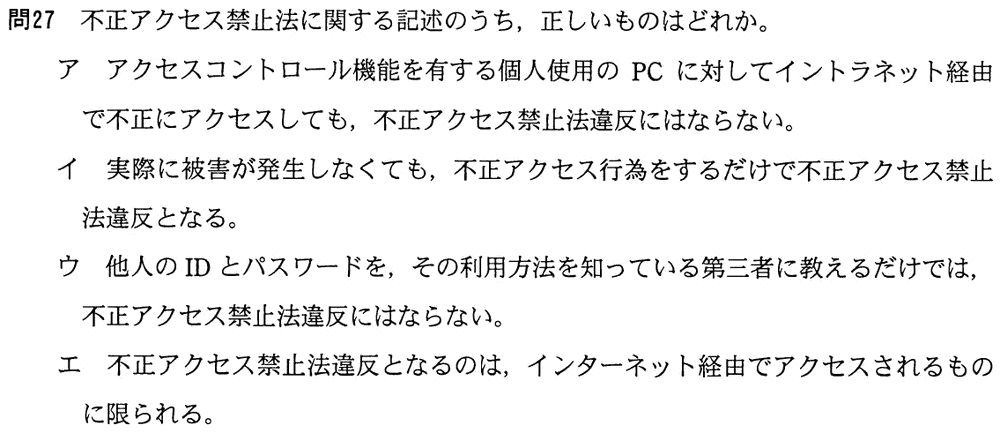 問27　不正アクセス禁止法に関する記述のうち，正しいものはどれか。
ア　アクセスコントロール機能を有する個人使用の PC に対してイントラネット経由
で不正にアクセスしても，不正アクセス禁止法違反にはならない。
イ　実際に被害が発生しなくても，不正アクセス行為をするだけで不正アクセス禁止
法違反となる。
ウ　他人の ID とパスワードを，その利用方法を知っている第三者に教えるだけでは，
不正アクセス禁止法違反にはならない。
エ　不正アクセス禁止法違反となるのは，インターネット経由でアクセスされるもの
に限られる。